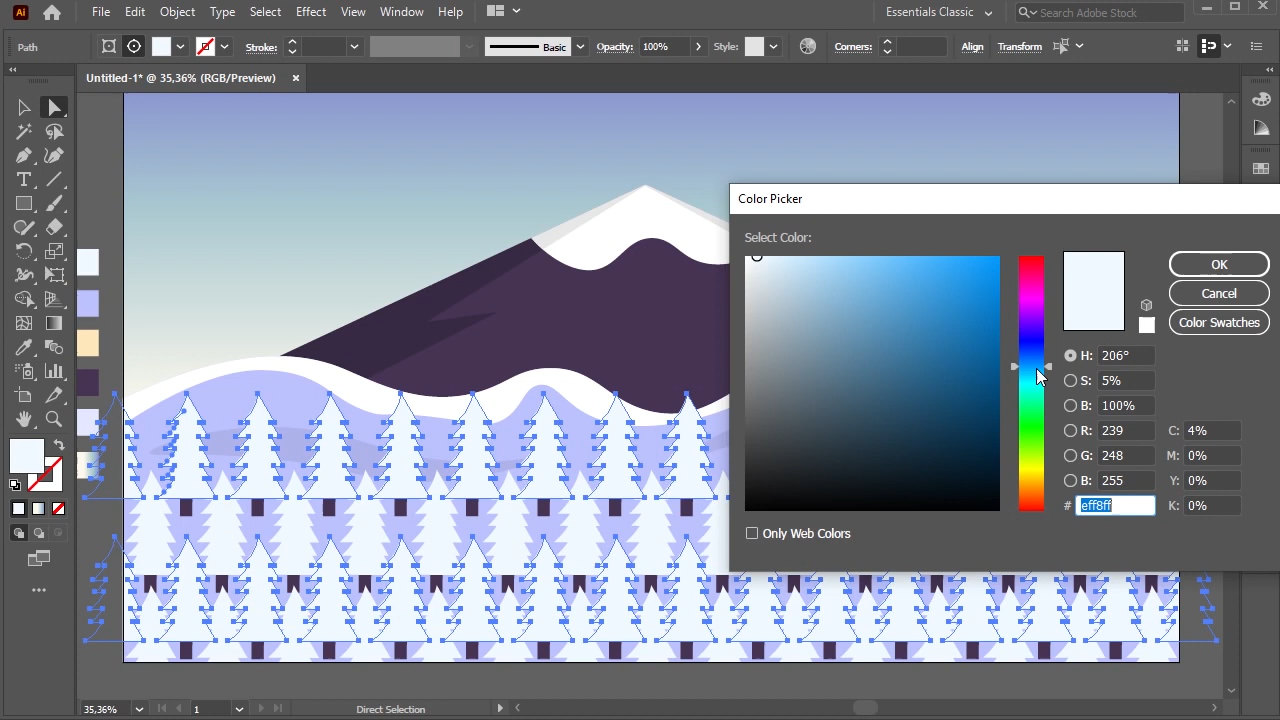 Ai File Edit Object Type Select Effect View Window Help Essentials Classic Search Adobe Stock
Path Stroke: Basic Opacity: 100% Style: Corners: Align Transform
Untitled-1* @ 35,36% (RGB/Preview) ×
Color Picker
Select Color:
OK
Cancel
Color Swatches
H: 206°
S: 5%
B: 100%
R: 239 C: 4%
G: 248 M: 0%
B: 255 Y: 0%
# eff8ff K: 0%
Only Web Colors
35,36% 1 Direct Selection